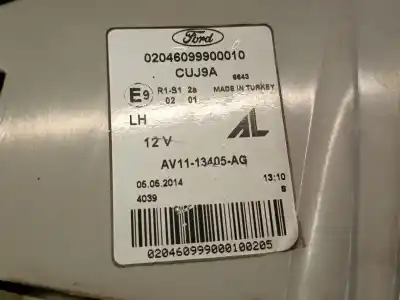 Ford
02046099900010
CUJ9A
6643
E9 R1-S1 2a MADE IN TURKEY
02 01
LH
12 V
AL
AV11-13405-AG
05.05.2014 13:10
4039 S
020460999000100205